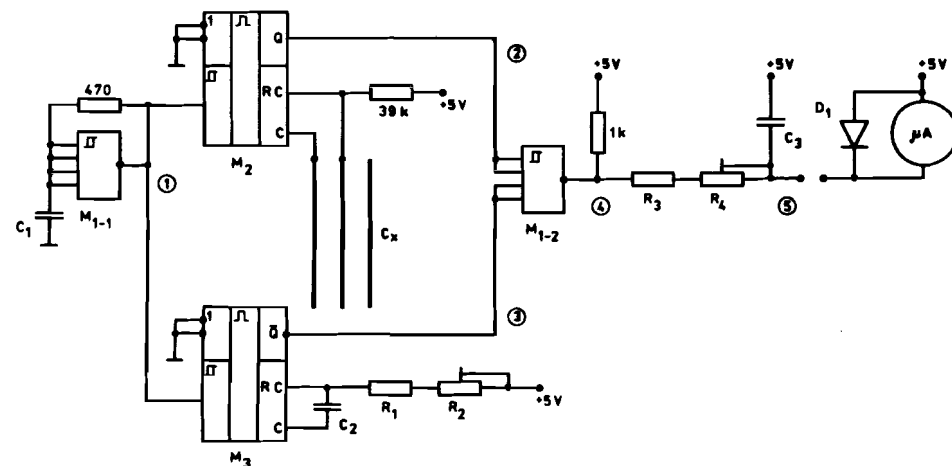 1
Q
②
+5V
+5V
+5V
470
RC
39k
+5V
D₁
1k
C₃
µA
C
M₂
①
④
R₃
R₄
⑤
C₁
M₁₋₁
Cₓ
M₁₋₂
③
1
Q̅
RC
R₁
R₂
+5V
C
C₂
M₃